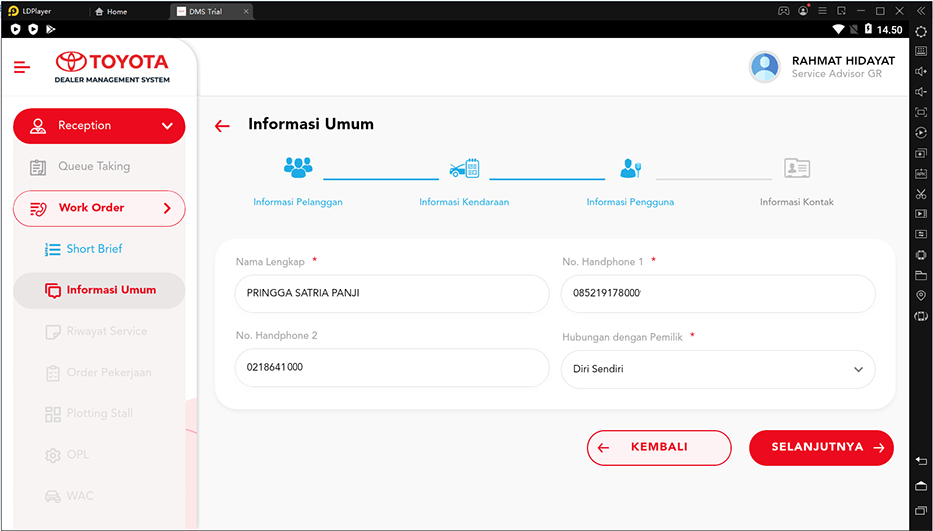 LDPlayer
Home
DMS Trial
14.50
TOYOTA
DEALER MANAGEMENT SYSTEM
RAHMAT HIDAYAT
Service Advisor GR
Reception
Queue Taking
Work Order
Short Brief
Informasi Umum
Riwayat Service
Order Pekerjaan
Plotting Stall
OPL
WAC
Informasi Umum
Informasi Pelanggan
Informasi Kendaraan
Informasi Pengguna
Informasi Kontak
Nama Lengkap *
No. Handphone 1 *
PRINGGA SATRIA PANJI
085219178000
No. Handphone 2
Hubungan dengan Pemilik *
0218641000
Diri Sendiri
KEMBALI
SELANJUTNYA